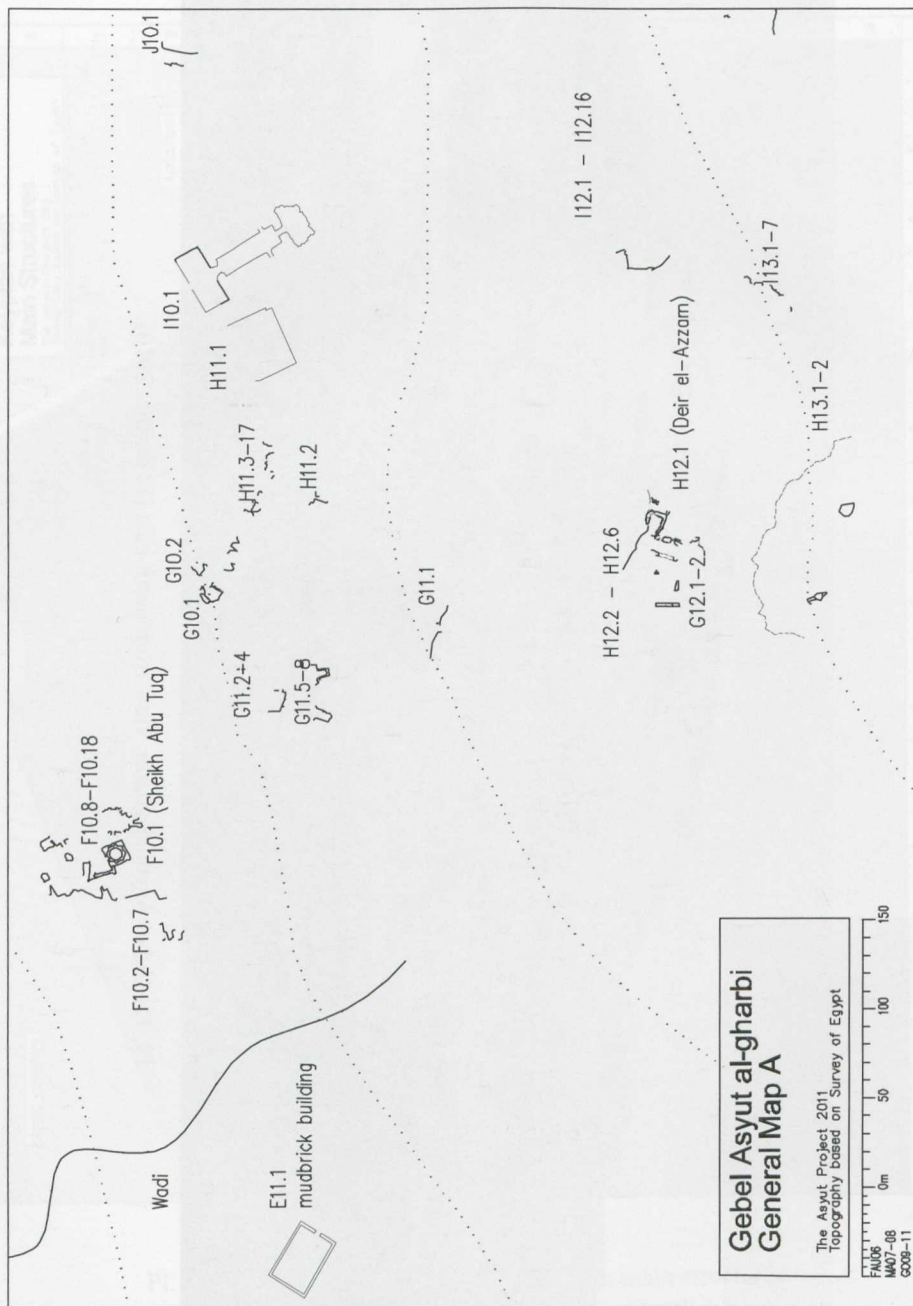 F10.8-F10.18
J10.1
F10.2-F10.7
F10.1 (Sheikh Abu Tuq)
Wadi
I10.1
G10.2
G10.1
H11.1
G11.2+4
H11.3-17
E11.1
mudbrick building
G11.5-8
H11.2
G11.1
I12.1 - I12.16
H12.2 - H12.6
H12.1 (Deir el-Azzam)
G12.1-2
I13.1-7
H13.1-2
Gebel Asyut al-gharbi
General Map A
The Asyut Project 2011
Topography based on Survey of Egypt
0m 50 100 150
FAU06
MA07-08
GO09-11